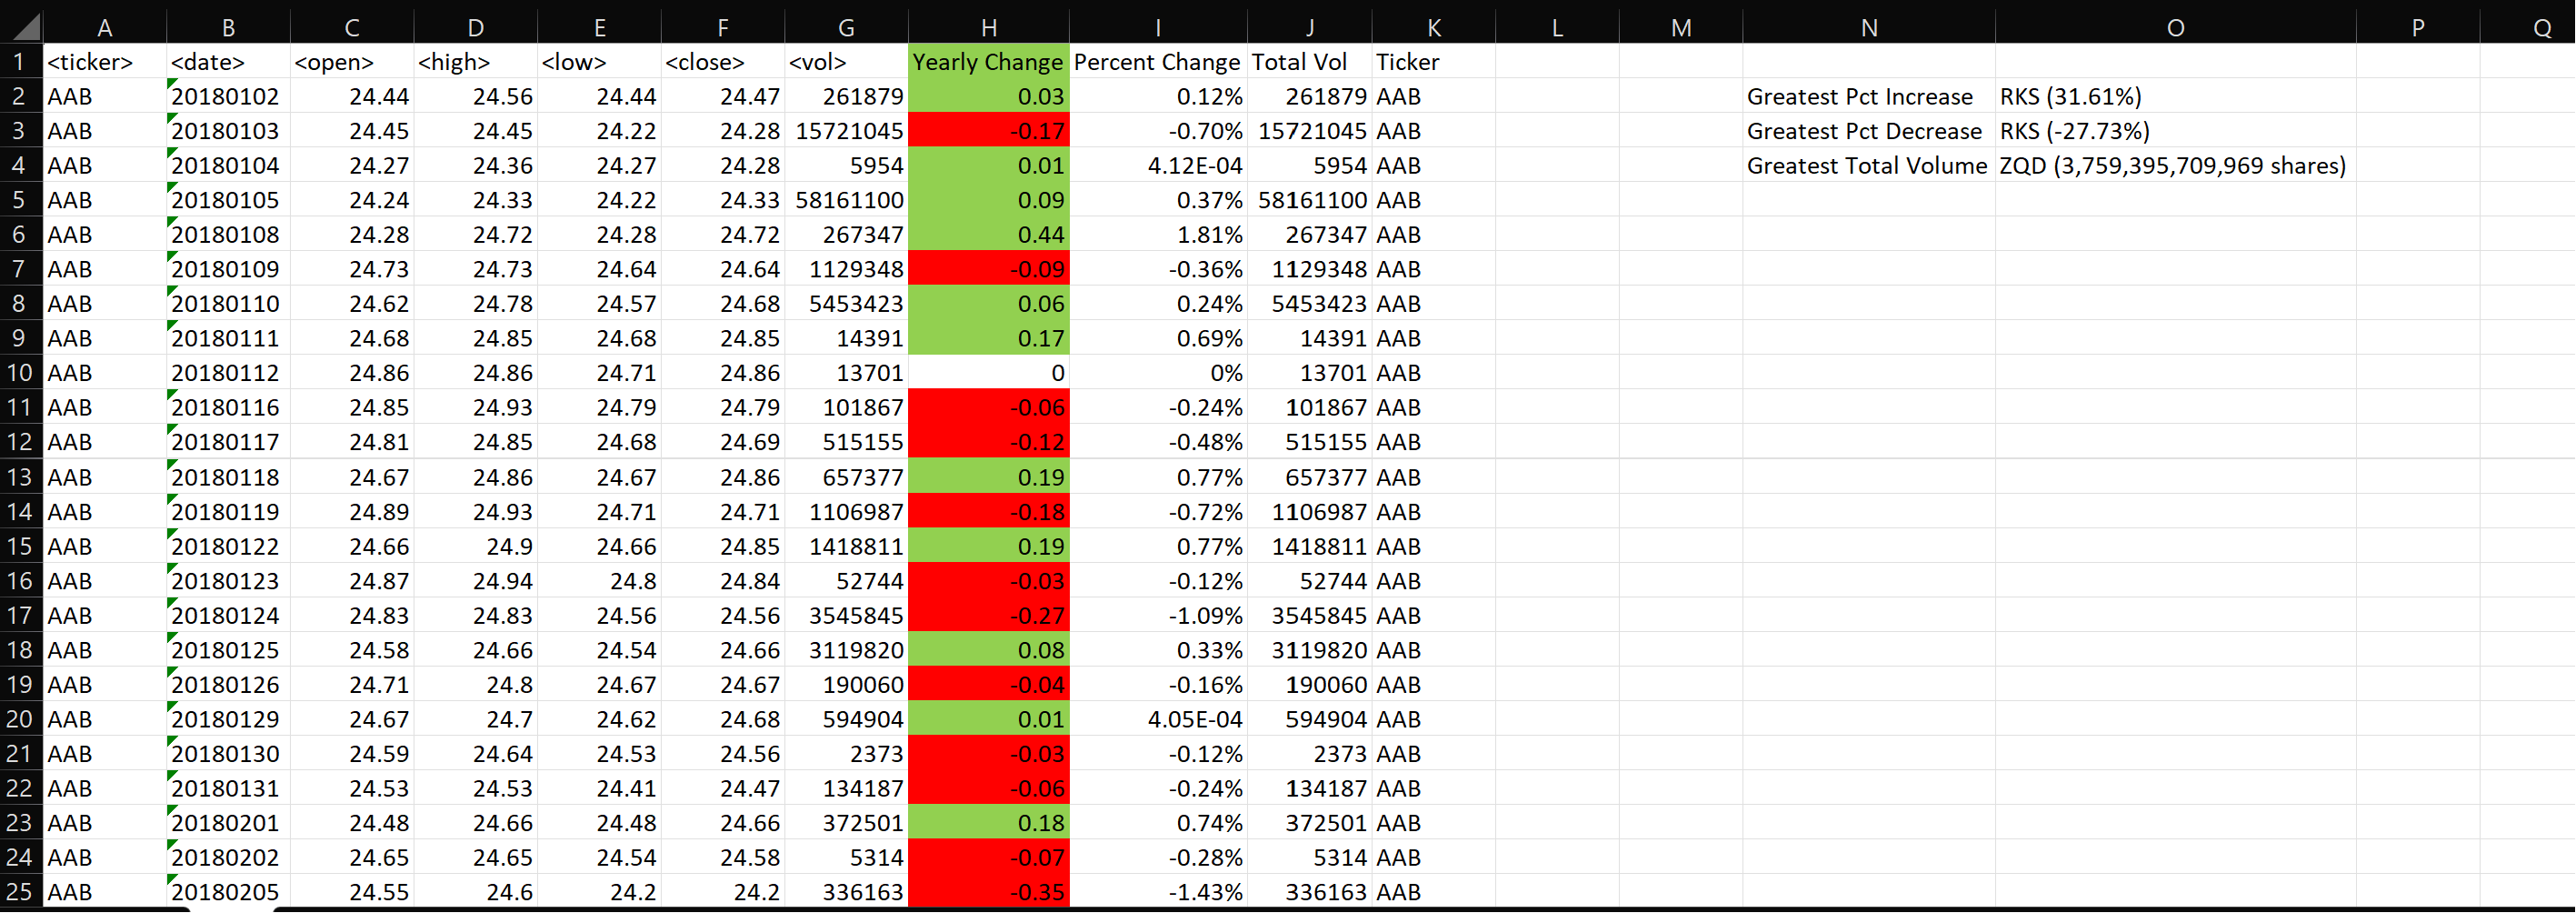 A B C D E F G H I J K L M N O P Q
1 <ticker> <date> <open> <high> <low> <close> <vol> Yearly Change Percent Change Total Vol Ticker
2 AAB 20180102 24.44 24.56 24.44 24.47 261879 0.03 0.12% 261879 AAB Greatest Pct Increase RKS (31.61%)
3 AAB 20180103 24.45 24.45 24.22 24.28 15721045 -0.17 -0.70% 15721045 AAB Greatest Pct Decrease RKS (-27.73%)
4 AAB 20180104 24.27 24.36 24.27 24.28 5954 0.01 4.12E-04 5954 AAB Greatest Total Volume ZQD (3,759,395,709,969 shares)
5 AAB 20180105 24.24 24.33 24.22 24.33 58161100 0.09 0.37% 58161100 AAB
6 AAB 20180108 24.28 24.72 24.28 24.72 267347 0.44 1.81% 267347 AAB
7 AAB 20180109 24.73 24.73 24.64 24.64 1129348 -0.09 -0.36% 1129348 AAB
8 AAB 20180110 24.62 24.78 24.57 24.68 5453423 0.06 0.24% 5453423 AAB
9 AAB 20180111 24.68 24.85 24.68 24.85 14391 0.17 0.69% 14391 AAB
10 AAB 20180112 24.86 24.86 24.71 24.86 13701 0 0% 13701 AAB
11 AAB 20180116 24.85 24.93 24.79 24.79 101867 -0.06 -0.24% 101867 AAB
12 AAB 20180117 24.81 24.85 24.68 24.69 515155 -0.12 -0.48% 515155 AAB
13 AAB 20180118 24.67 24.86 24.67 24.86 657377 0.19 0.77% 657377 AAB
14 AAB 20180119 24.89 24.93 24.71 24.71 1106987 -0.18 -0.72% 1106987 AAB
15 AAB 20180122 24.66 24.9 24.66 24.85 1418811 0.19 0.77% 1418811 AAB
16 AAB 20180123 24.87 24.94 24.8 24.84 52744 -0.03 -0.12% 52744 AAB
17 AAB 20180124 24.83 24.83 24.56 24.56 3545845 -0.27 -1.09% 3545845 AAB
18 AAB 20180125 24.58 24.66 24.54 24.66 3119820 0.08 0.33% 3119820 AAB
19 AAB 20180126 24.71 24.8 24.67 24.67 190060 -0.04 -0.16% 190060 AAB
20 AAB 20180129 24.67 24.7 24.62 24.68 594904 0.01 4.05E-04 594904 AAB
21 AAB 20180130 24.59 24.64 24.53 24.56 2373 -0.03 -0.12% 2373 AAB
22 AAB 20180131 24.53 24.53 24.41 24.47 134187 -0.06 -0.24% 134187 AAB
23 AAB 20180201 24.48 24.66 24.48 24.66 372501 0.18 0.74% 372501 AAB
24 AAB 20180202 24.65 24.65 24.54 24.58 5314 -0.07 -0.28% 5314 AAB
25 AAB 20180205 24.55 24.6 24.2 24.2 336163 -0.35 -1.43% 336163 AAB